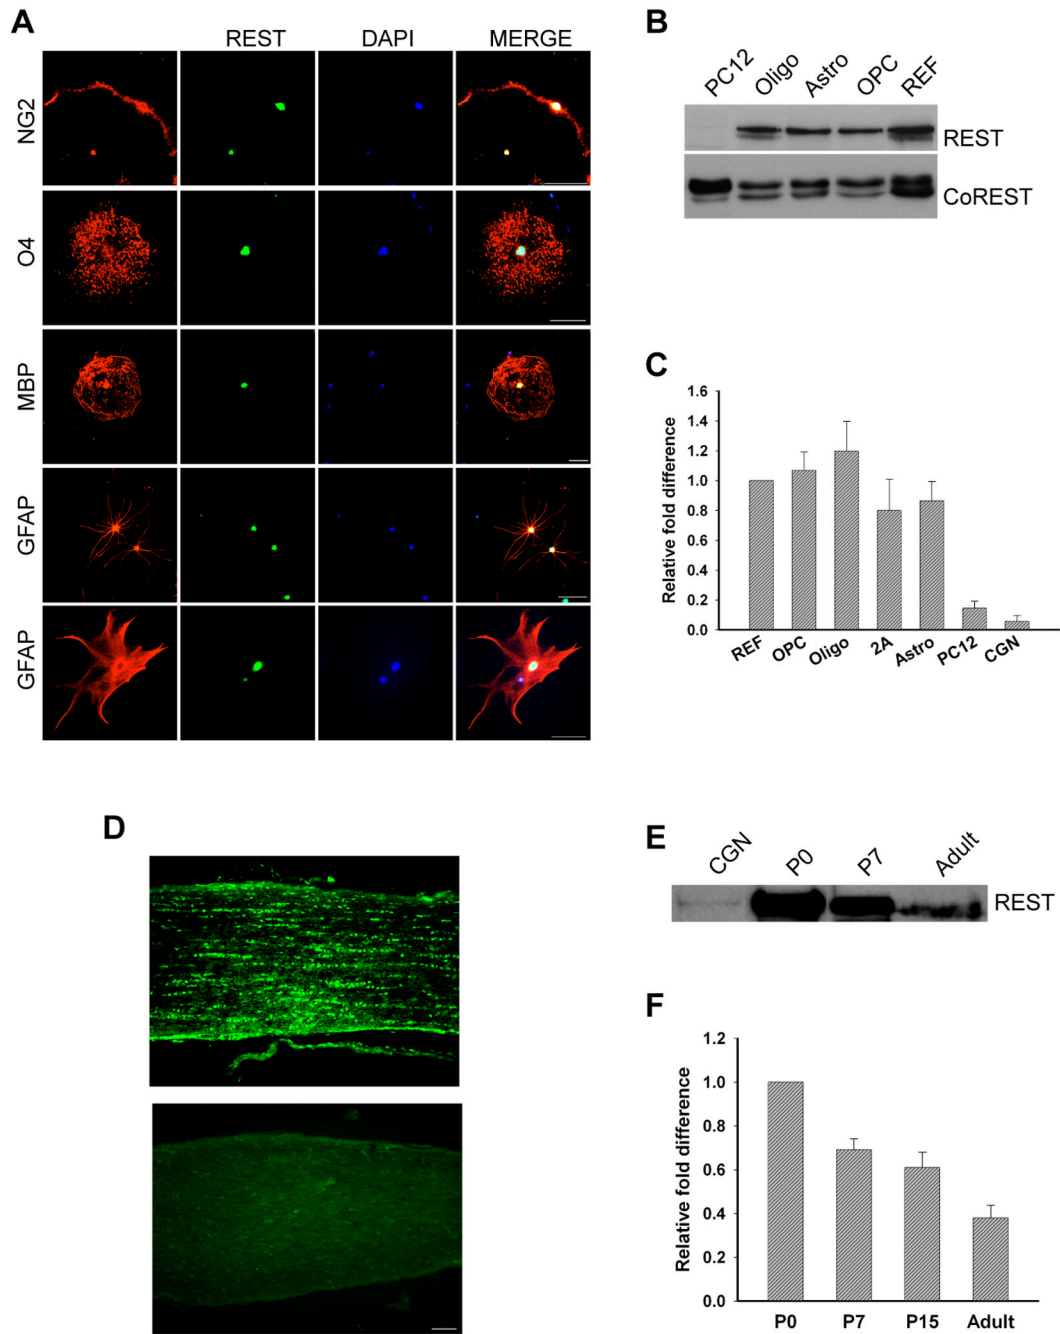 A
REST DAPI MERGE
NG2
O4
MBP
GFAP
GFAP
B
PC12 Oligo Astro OPC REF
REST
CoREST
C
Relative fold difference
1.6
1.4
1.2
1.0
0.8
0.6
0.4
0.2
0
REF OPC Oligo 2A Astro PC12 CGN
D
E
CGN P0 P7 Adult
REST
F
Relative fold difference
1.2
1.0
0.8
0.6
0.4
0.2
0.0
P0 P7 P15 Adult